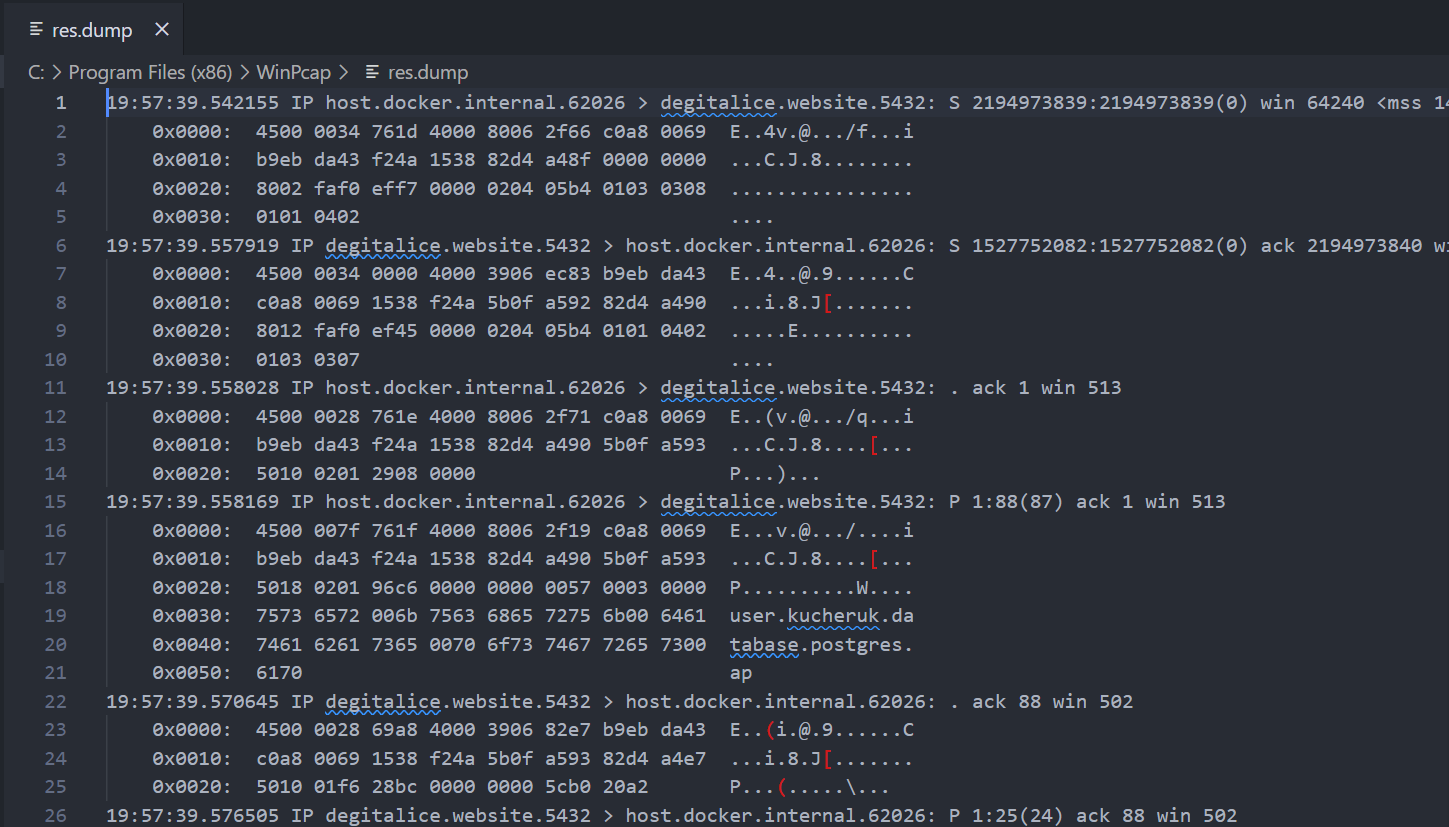 res.dump
C: > Program Files (x86) > WinPcap > res.dump
1 19:57:39.542155 IP host.docker.internal.62026 > degitalice.website.5432: S 2194973839:2194973839(0) win 64240 <mss 14
2 0x0000: 4500 0034 761d 4000 8006 2f66 c0a8 0069 E..4v.@.../f...i
3 0x0010: b9eb da43 f24a 1538 82d4 a48f 0000 0000 ...C.J.8........
4 0x0020: 8002 faf0 eff7 0000 0204 05b4 0103 0308 ................
5 0x0030: 0101 0402 ....
6 19:57:39.557919 IP degitalice.website.5432 > host.docker.internal.62026: S 1527752082:1527752082(0) ack 2194973840 wi
7 0x0000: 4500 0034 0000 4000 3906 ec83 b9eb da43 E..4..@.9......C
8 0x0010: c0a8 0069 1538 f24a 5b0f a592 82d4 a490 ...i.8.J[.......
9 0x0020: 8012 faf0 ef45 0000 0204 05b4 0101 0402 .....E..........
10 0x0030: 0103 0307 ....
11 19:57:39.558028 IP host.docker.internal.62026 > degitalice.website.5432: . ack 1 win 513
12 0x0000: 4500 0028 761e 4000 8006 2f71 c0a8 0069 E..(v.@.../q...i
13 0x0010: b9eb da43 f24a 1538 82d4 a490 5b0f a593 ...C.J.8....[...
14 0x0020: 5010 0201 2908 0000 P...)...
15 19:57:39.558169 IP host.docker.internal.62026 > degitalice.website.5432: P 1:88(87) ack 1 win 513
16 0x0000: 4500 007f 761f 4000 8006 2f19 c0a8 0069 E...v.@.../....i
17 0x0010: b9eb da43 f24a 1538 82d4 a490 5b0f a593 ...C.J.8....[...
18 0x0020: 5018 0201 96c6 0000 0000 0057 0003 0000 P..........W....
19 0x0030: 7573 6572 006b 7563 6865 7275 6b00 6461 user.kucheruk.da
20 0x0040: 7461 6261 7365 0070 6f73 7467 7265 7300 tabase.postgres.
21 0x0050: 6170 ap
22 19:57:39.570645 IP degitalice.website.5432 > host.docker.internal.62026: . ack 88 win 502
23 0x0000: 4500 0028 69a8 4000 3906 82e7 b9eb da43 E..(i.@.9......C
24 0x0010: c0a8 0069 1538 f24a 5b0f a593 82d4 a4e7 ...i.8.J[.......
25 0x0020: 5010 01f6 28bc 0000 0000 5cb0 20a2 P...(.....\...
26 19:57:39.576505 IP degitalice.website.5432 > host.docker.internal.62026: P 1:25(24) ack 88 win 502